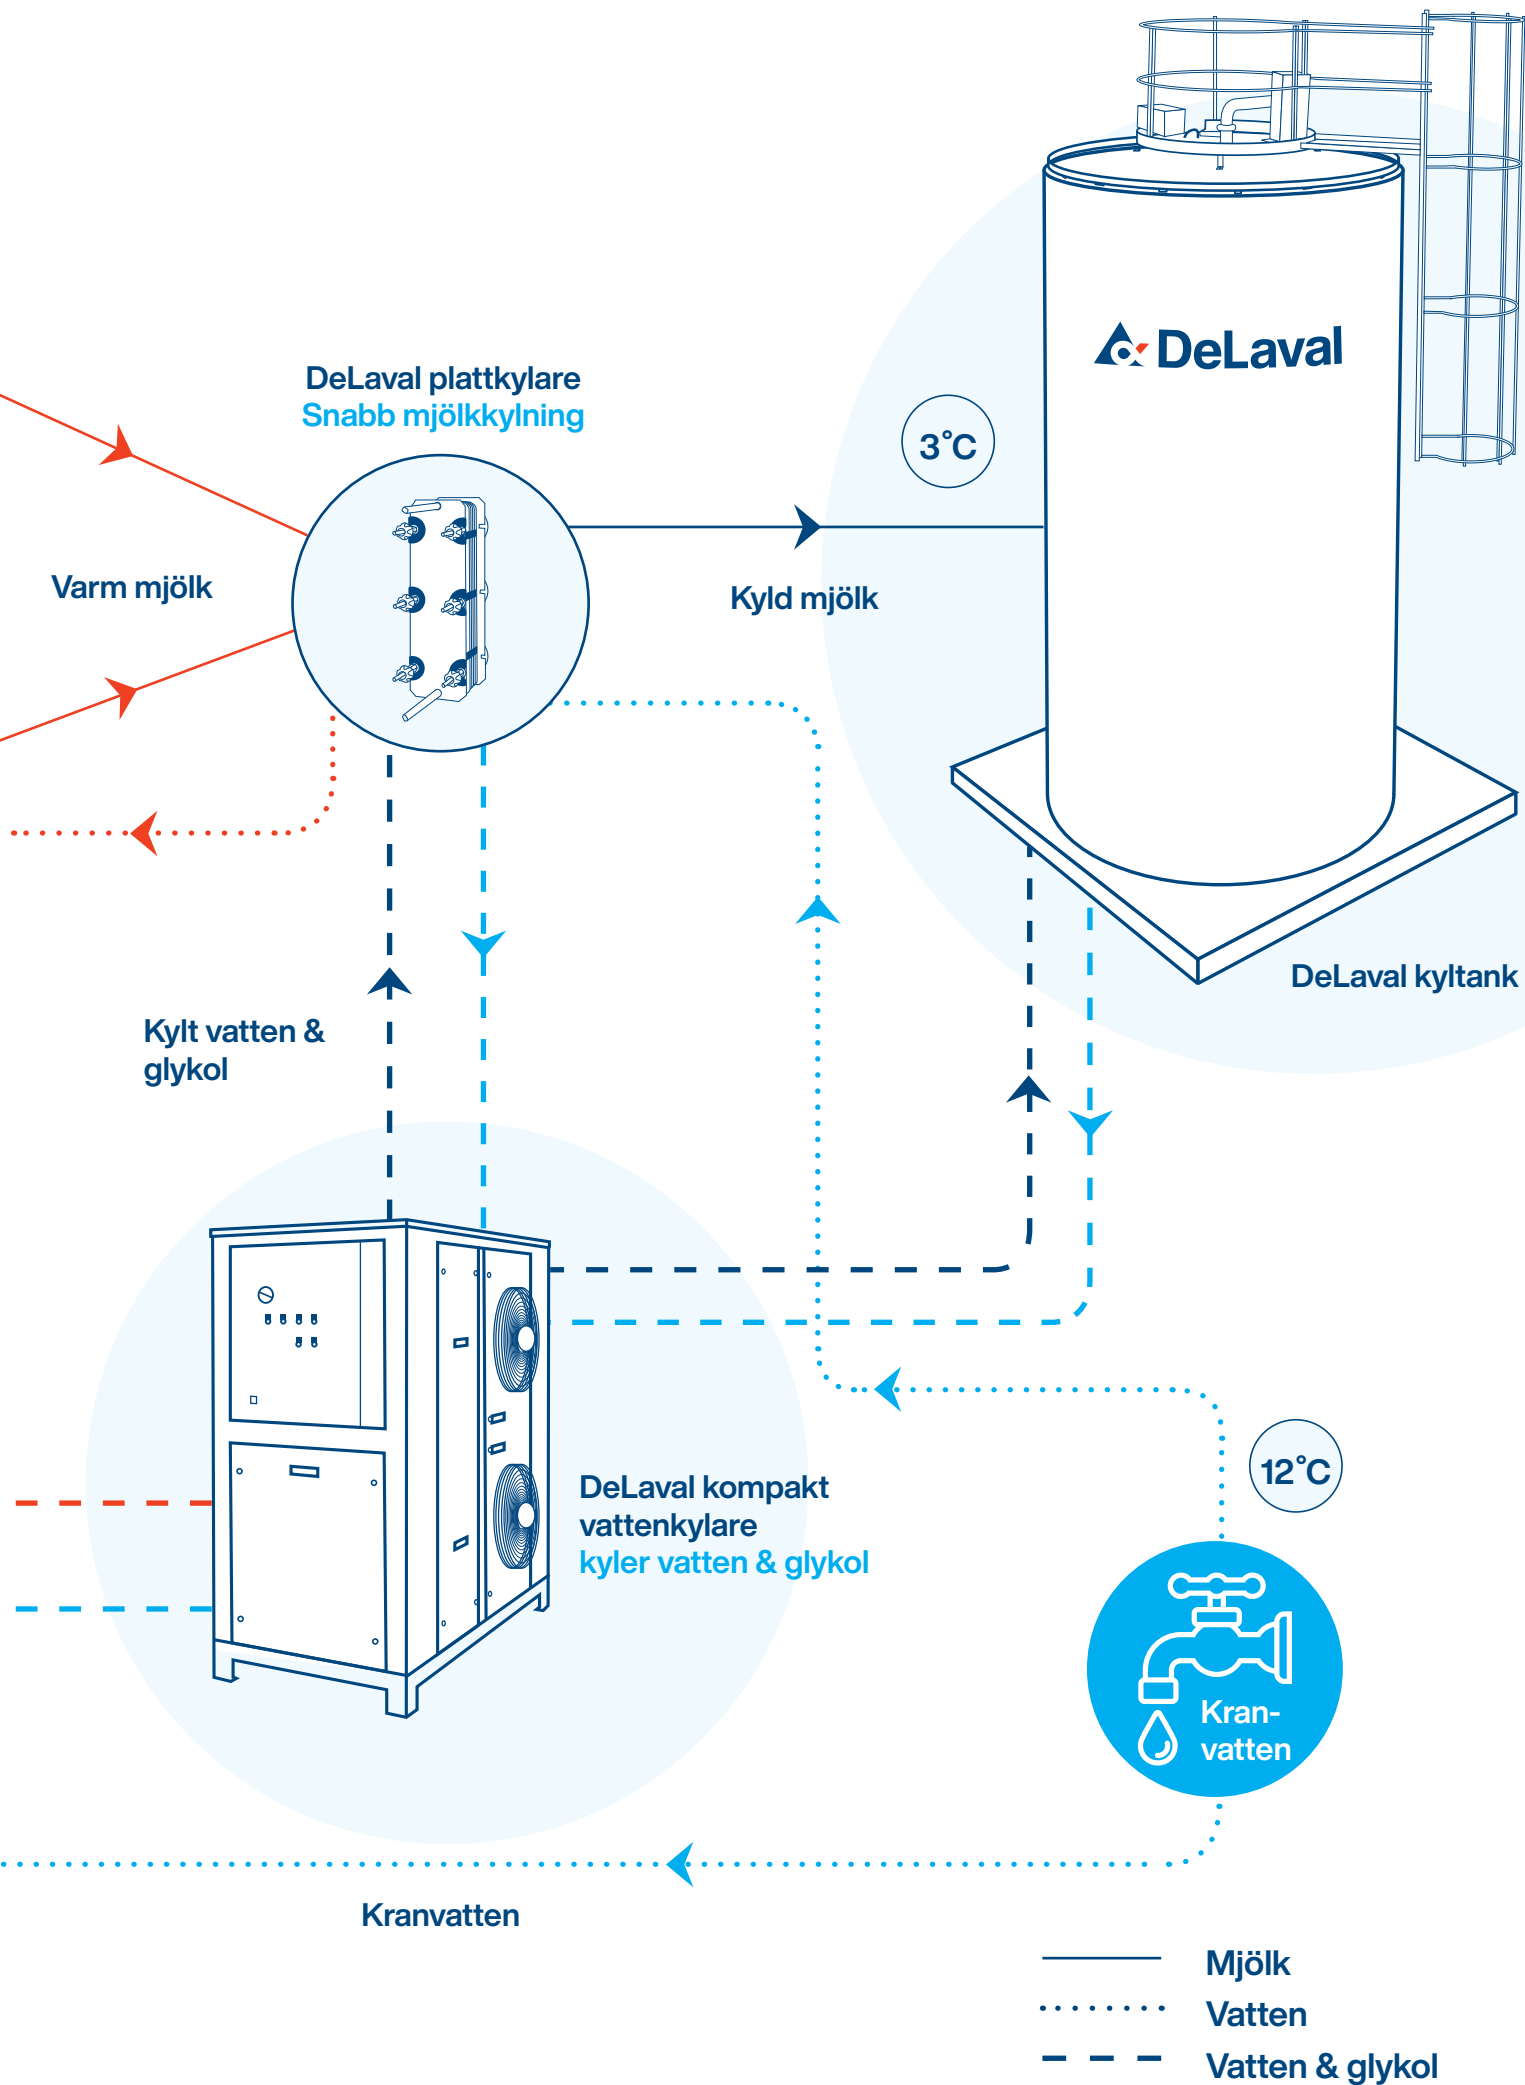 DeLaval
DeLaval plattkylare
Snabb mjölkkylning
3°C
Varm mjölk
Kyld mjölk
DeLaval kyltank
Kylt vatten &
glykol
12°C
DeLaval kompakt
vattenkylare
kyler vatten & glykol
Kran-
vatten
Kranvatten
Mjölk
Vatten
Vatten & glykol